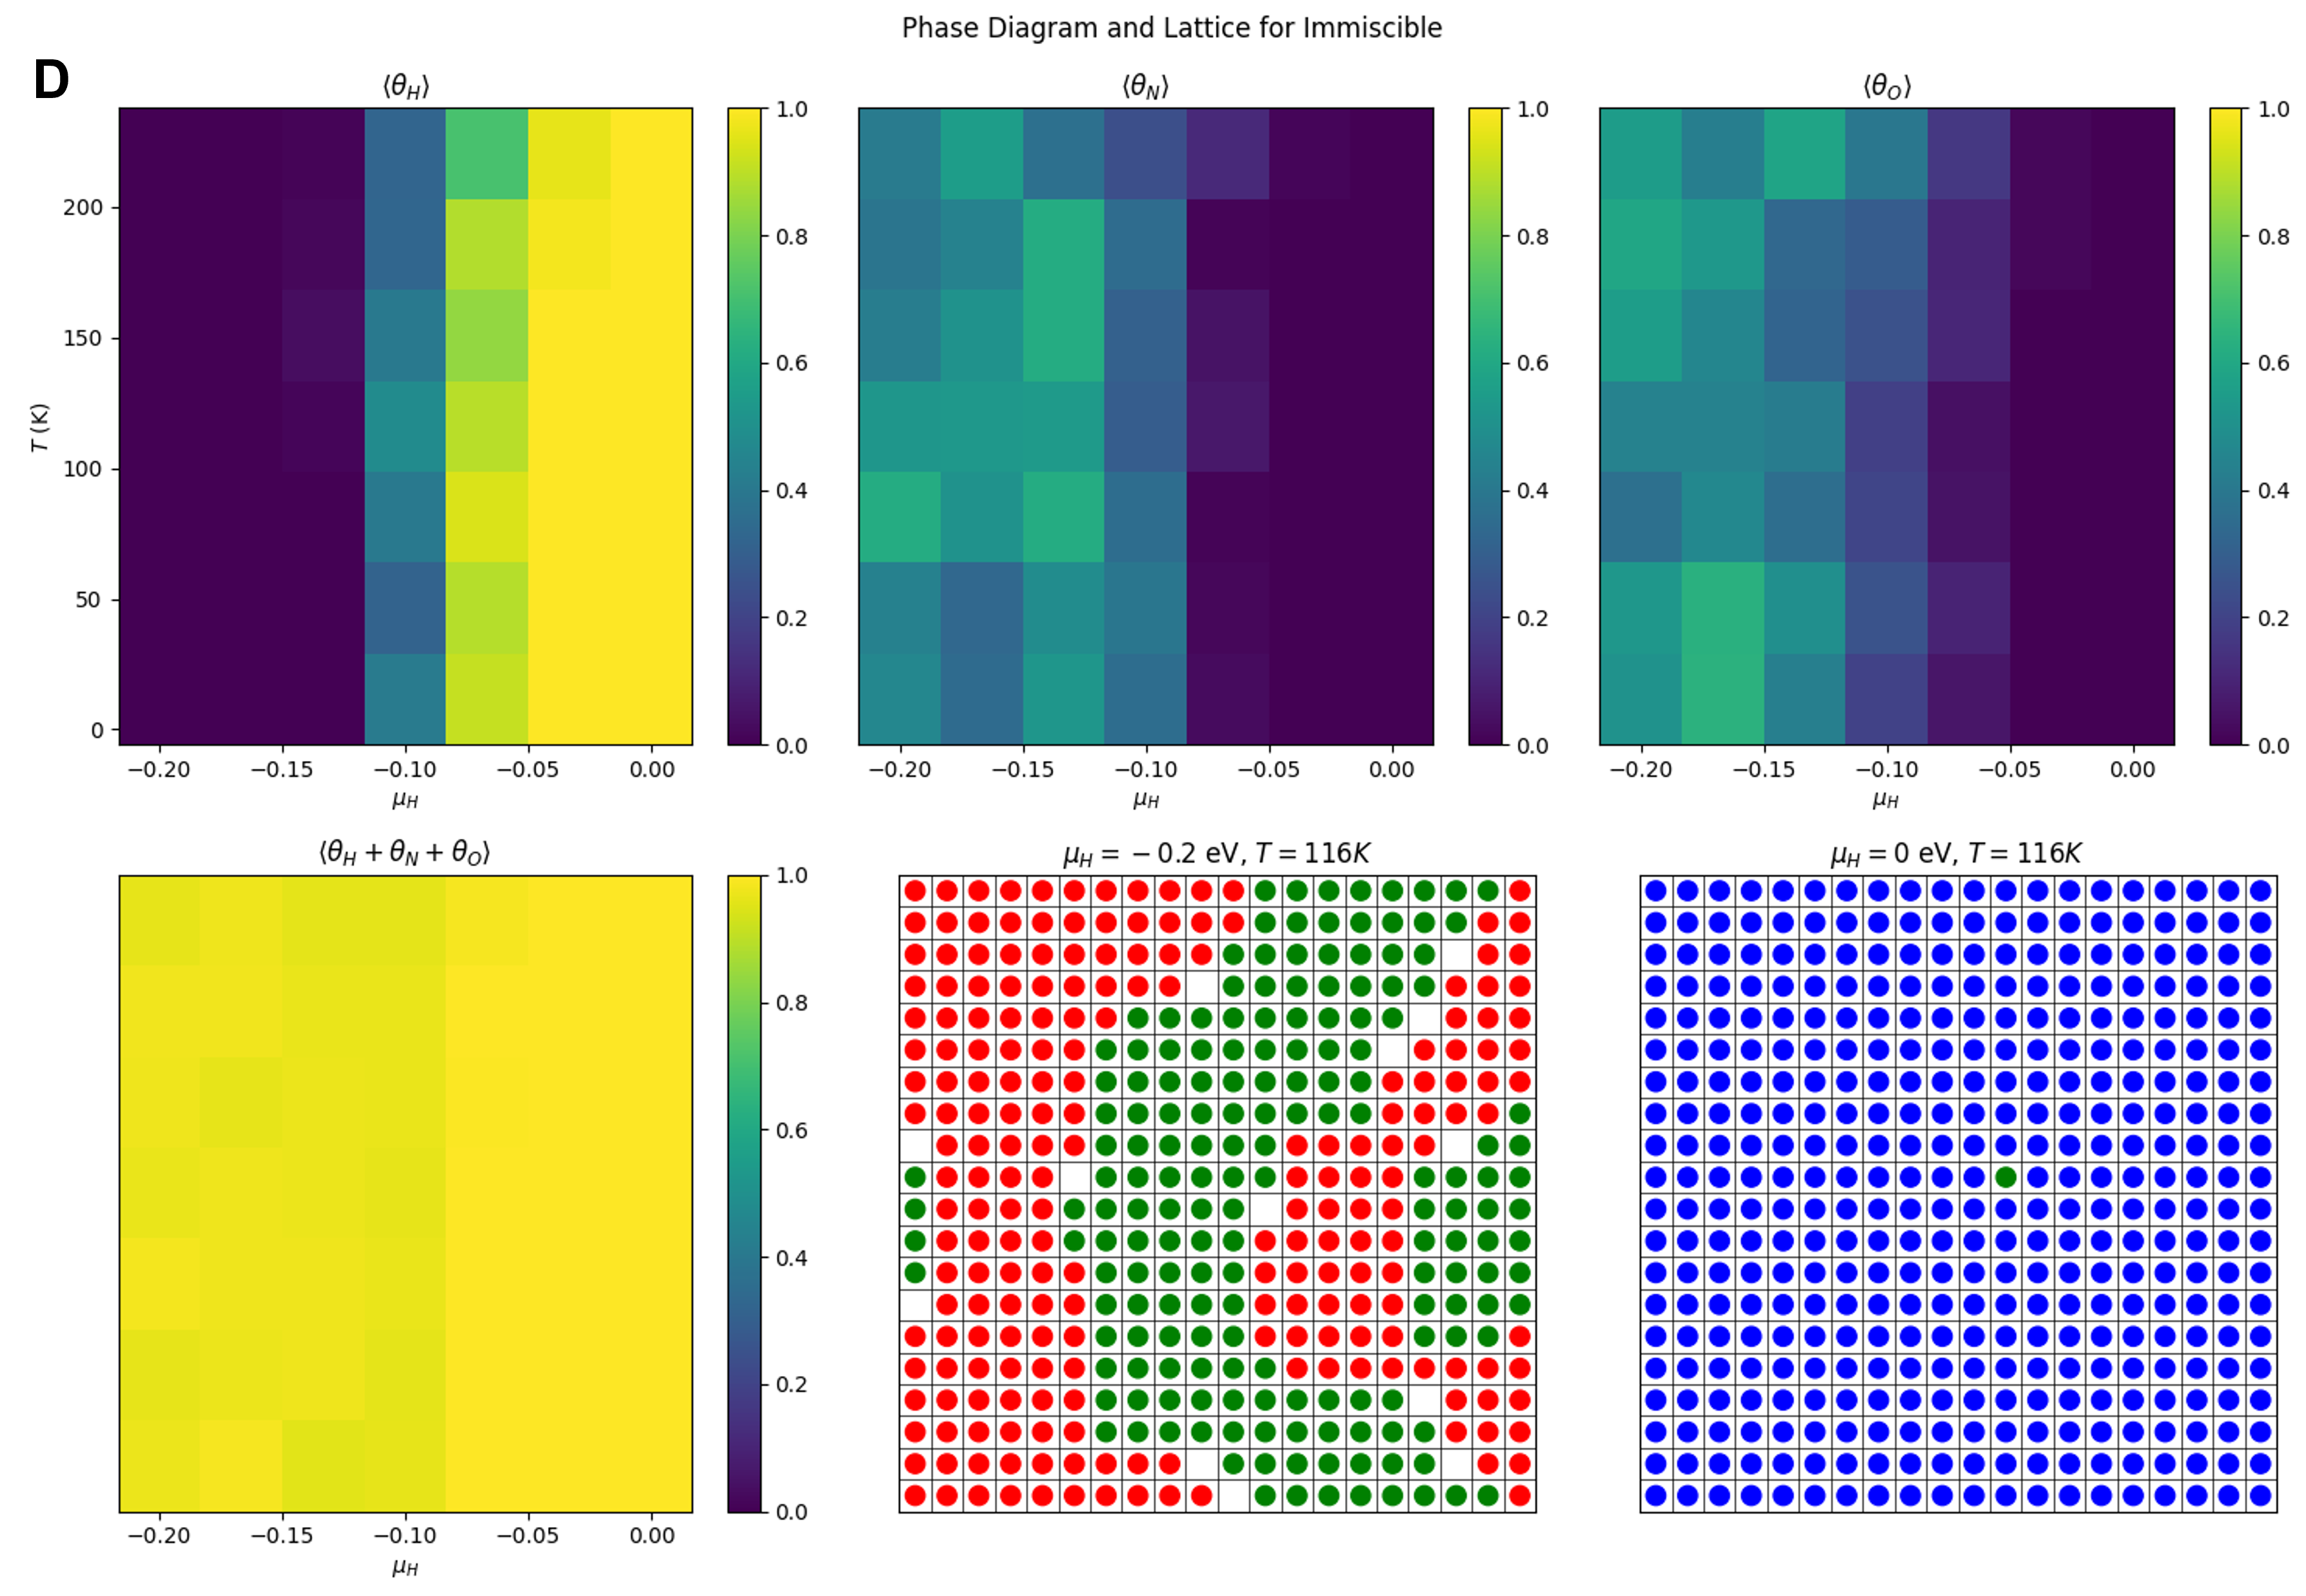 Phase Diagram and Lattice for Immiscible
D
⟨θ_H⟩
⟨θ_N⟩
⟨θ_O⟩
T (K)
200
150
100
50
0
−0.20 −0.15 −0.10 −0.05 0.00
μ_H
1.0
0.8
0.6
0.4
0.2
0.0
−0.20 −0.15 −0.10 −0.05 0.00
μ_H
1.0
0.8
0.6
0.4
0.2
0.0
−0.20 −0.15 −0.10 −0.05 0.00
μ_H
1.0
0.8
0.6
0.4
0.2
0.0
⟨θ_H + θ_N + θ_O⟩
−0.20 −0.15 −0.10 −0.05 0.00
μ_H
1.0
0.8
0.6
0.4
0.2
0.0
μ_H = −0.2 eV, T = 116K
μ_H = 0 eV, T = 116K